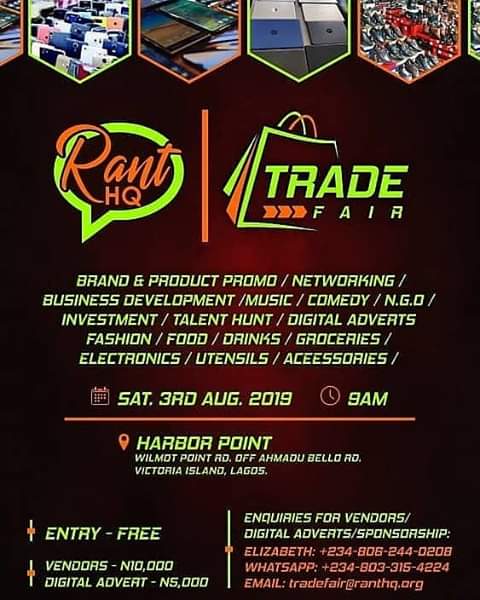 Rant
HQ
TRADE
FAIR
BRAND & PRODUCT PROMO / NETWORKING /
BUSINESS DEVELOPMENT /MUSIC / COMEDY / N.G.O /
INVESTMENT / TALENT HUNT / DIGITAL ADVERTS
FASHION / FOOD / DRINKS / GROCERIES /
ELECTRONICS / UTENSILS / ACEESSORIES /
SAT. 3RD AUG. 2019 9AM
HARBOR POINT
WILMOT POINT RD. OFF AHMADU BELLO RD.
VICTORIA ISLAND, LAGOS.
ENTRY - FREE
VENDORS - N10,000
DIGITAL ADVERT - N5,000
ENQUIRIES FOR VENDORS/
DIGITAL ADVERTS/SPONSORSHIP:
ELIZABETH: +234-806-244-0208
WHATSAPP: +234-803-315-4224
EMAIL: tradefair@ranthq.org